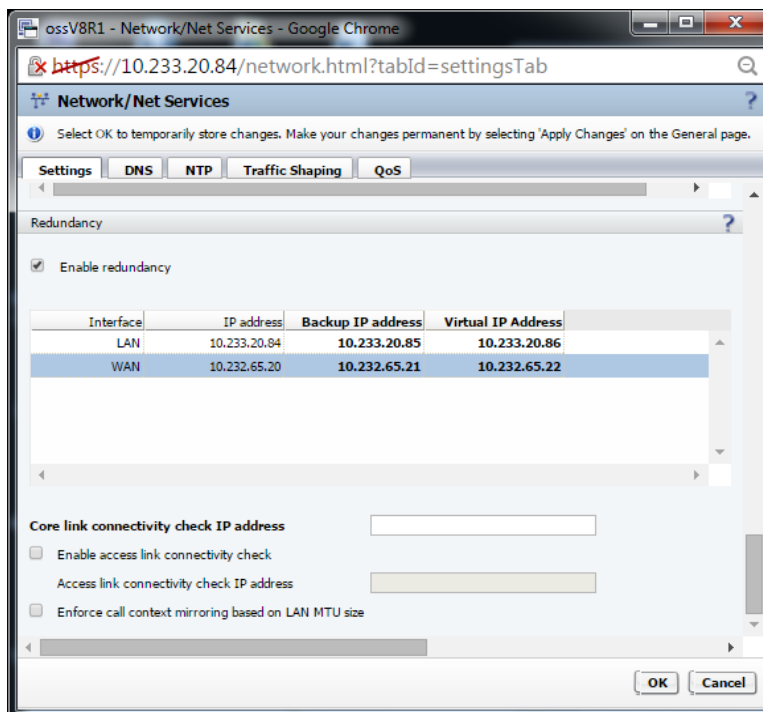 ossV8R1 - Network/Net Services - Google Chrome
https://10.233.20.84/network.html?tabId=settingsTab
Network/Net Services ?
Select OK to temporarily store changes. Make your changes permanent by selecting 'Apply Changes' on the General page.
Settings DNS NTP Traffic Shaping QoS
Redundancy ?
Enable redundancy
Interface IP address Backup IP address Virtual IP Address
LAN 10.233.20.84 10.233.20.85 10.233.20.86
WAN 10.232.65.20 10.232.65.21 10.232.65.22
Core link connectivity check IP address
Enable access link connectivity check
Access link connectivity check IP address
Enforce call context mirroring based on LAN MTU size
OK Cancel